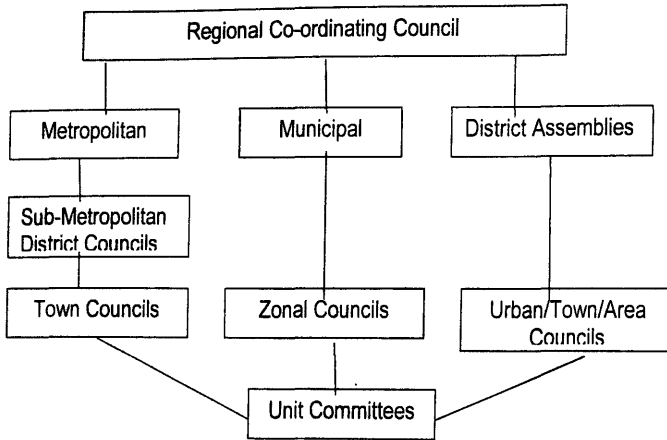 Regional Co-ordinating Council
Metropolitan
Municipal
District Assemblies
Sub-Metropolitan
District Councils
Town Councils
Zonal Councils
Urban/Town/Area
Councils
Unit Committees